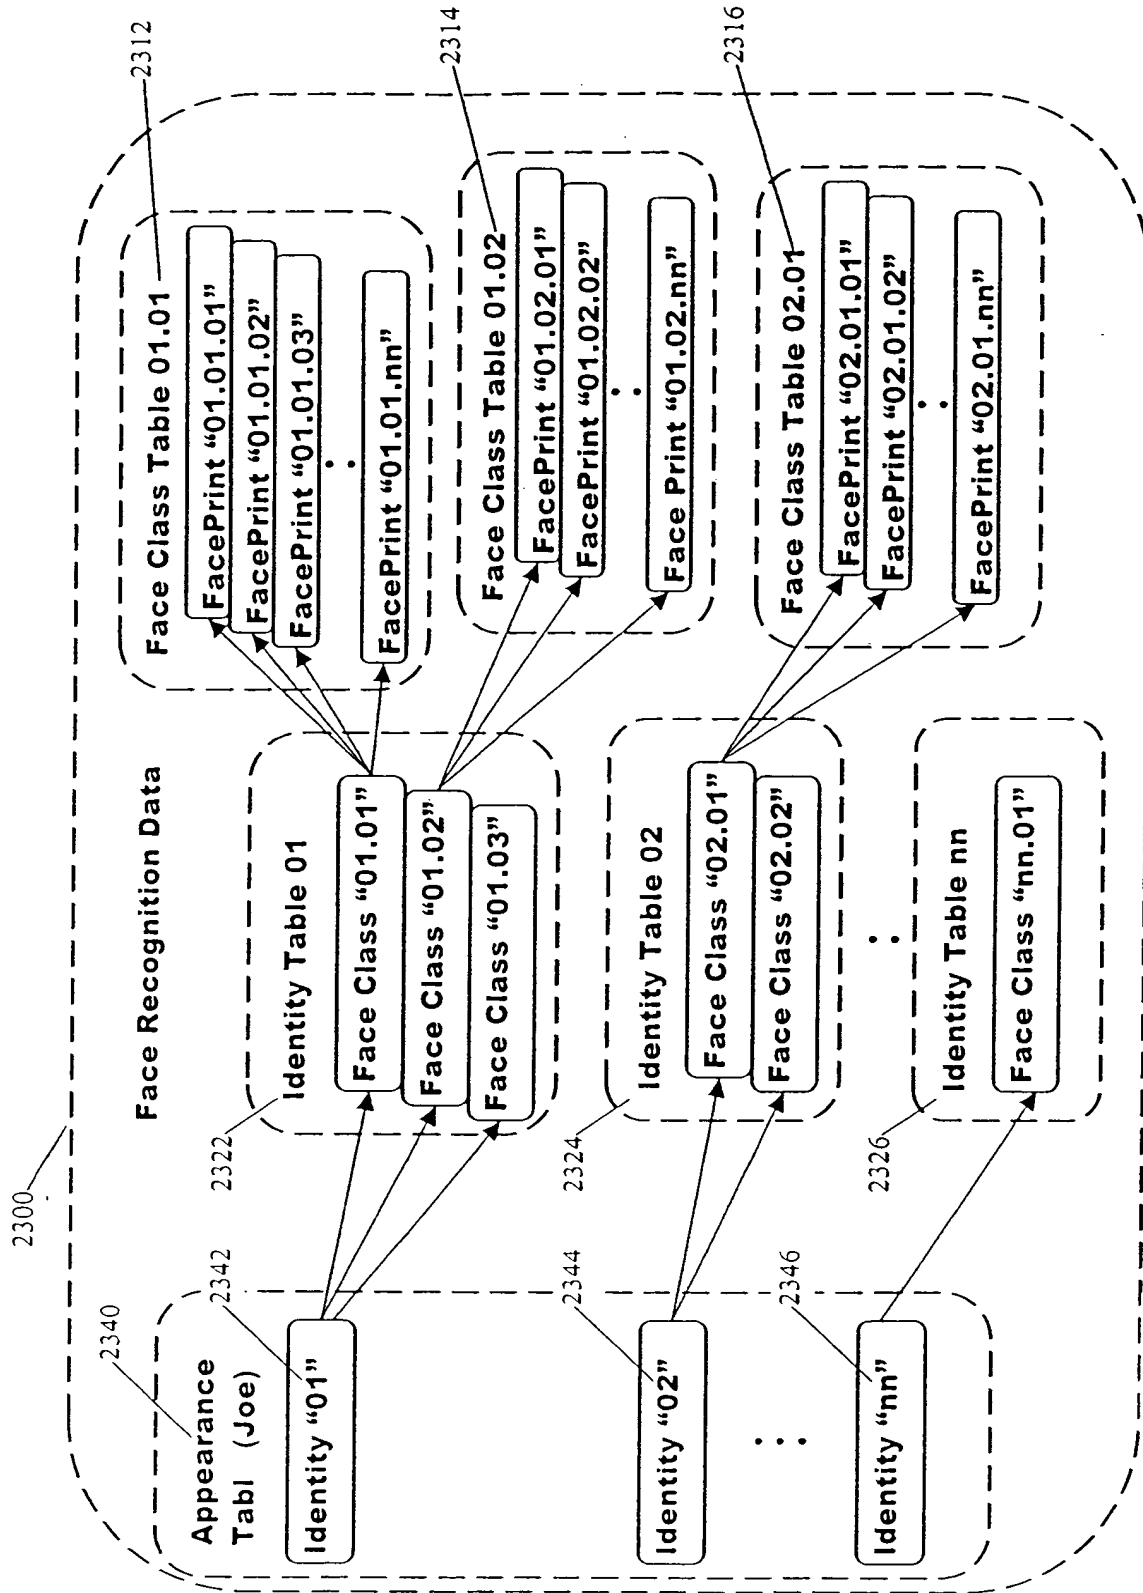 2300
Face Recognition Data
2340
Appearance
Tabl (Joe)
2342
Identity “01”
2344
Identity “02”
2346
Identity “nn”
2322
Identity Table 01
Face Class “01.01”
Face Class “01.02”
Face Class “01.03”
2324
Identity Table 02
Face Class “02.01”
Face Class “02.02”
2326
Identity Table nn
Face Class “nn.01”
2312
Face Class Table 01.01
FacePrint “01.01.01”
FacePrint “01.01.02”
FacePrint “01.01.03”
FacePrint “01.01.nn”
2314
Face Class Table 01.02
FacePrint “01.02.01”
FacePrint “01.02.02”
Face Print “01.02.nn”
2316
Face Class Table 02.01
FacePrint “02.01.01”
FacePrint “02.01.02”
FacePrint “02.01.nn”